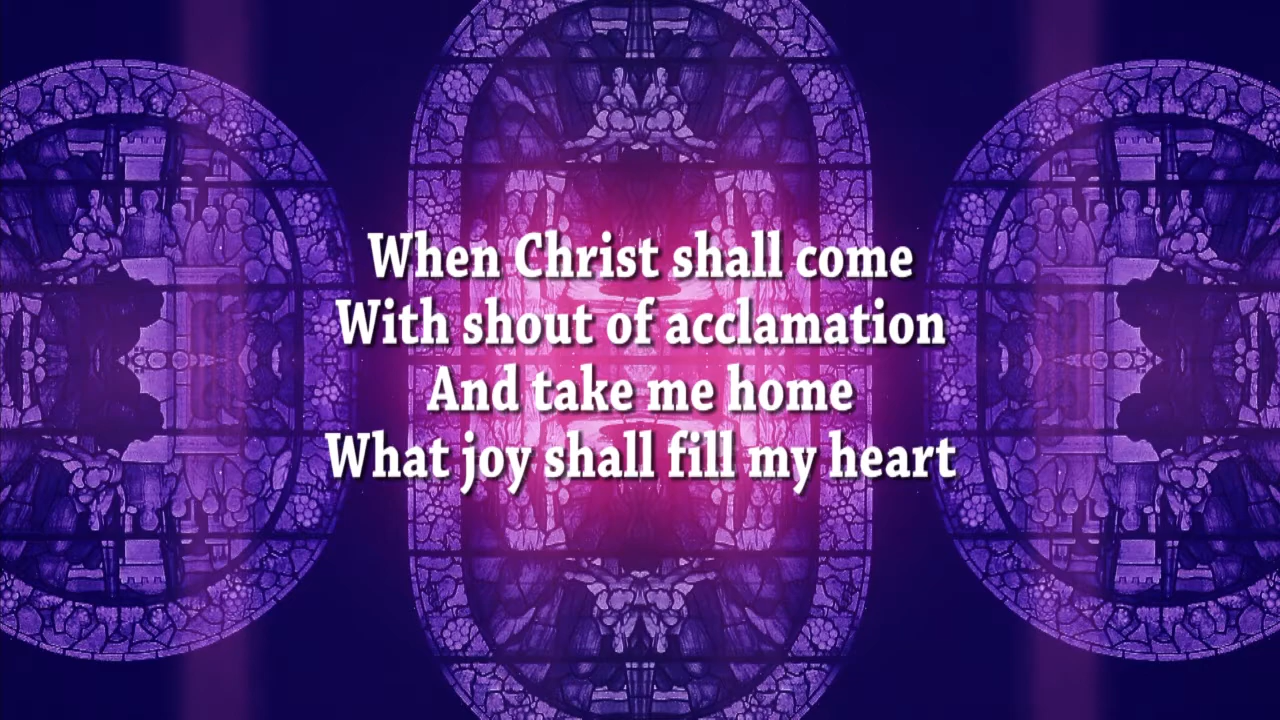 When Christ shall come
With shout of acclamation
And take me home
What joy shall fill my heart